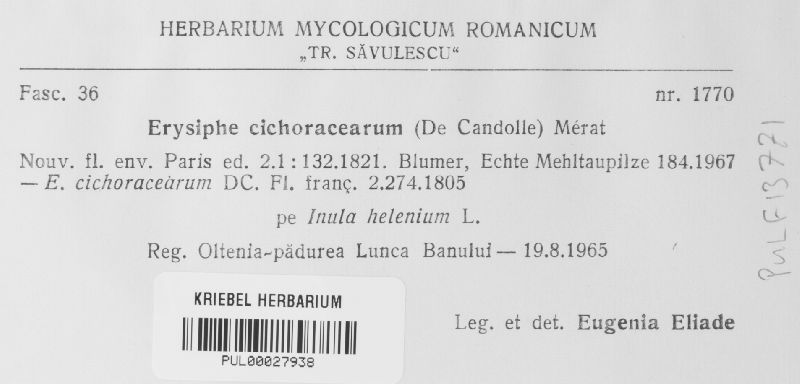 HERBARIUM MYCOLOGICUM ROMANICUM
„TR. SĂVULESCU“
Fasc. 36 nr. 1770
Erysiphe cichoracearum (De Candolle) Mérat
Nouv. fl. env. Paris ed. 2.1 : 132.1821. Blumer, Echte Mehltaupilze 184.1967
— E. cichoracearum DC. Fl. franç. 2.274.1805
pe Inula helenium L.
Reg. Oltenia-pădurea Lunca Banului — 19.8.1965
Leg. et det. Eugenia Eliade
KRIEBEL HERBARIUM
PUL00027938
PUL F13771